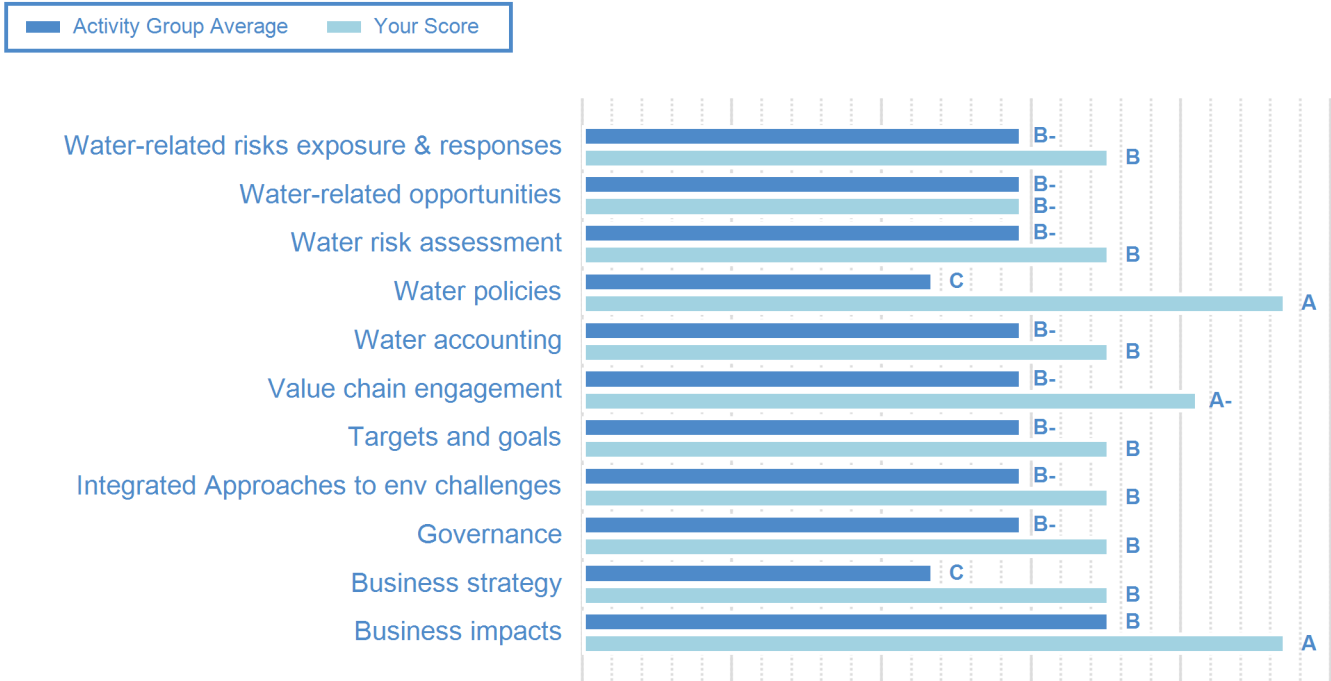 Activity Group Average Your Score
Water-related risks exposure & responses B-
B
Water-related opportunities B-
B-
Water risk assessment B-
B
Water policies C
A
Water accounting B-
B
Value chain engagement B-
A-
Targets and goals B-
B
Integrated Approaches to env challenges B-
B
Governance B-
B
Business strategy C
B
Business impacts B
A